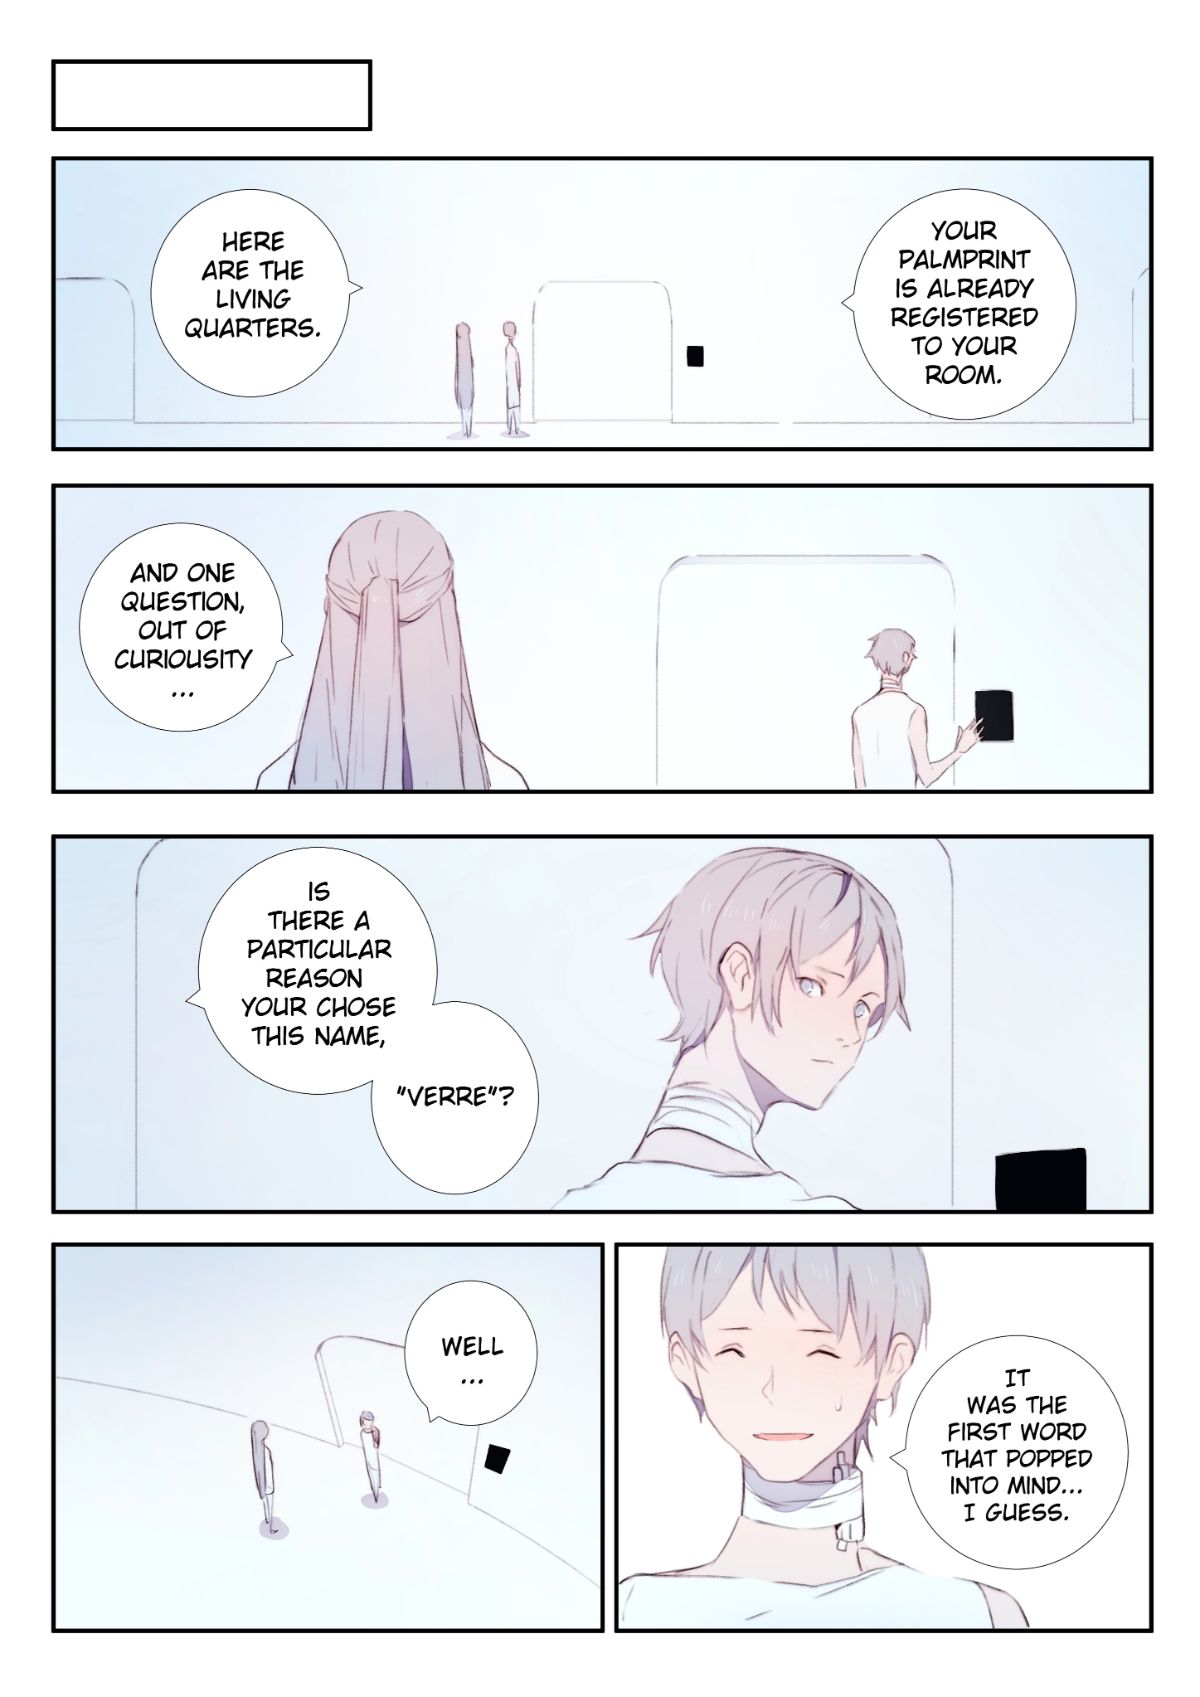 HERE
ARE THE
LIVING
QUARTERS.
YOUR
PALMPRINT
IS ALREADY
REGISTERED
TO YOUR
ROOM.
AND ONE
QUESTION,
OUT OF
CURIOUSITY
...
IS
THERE A
PARTICULAR
REASON
YOUR CHOSE
THIS NAME,
"VERRE"?
WELL
...
IT
WAS THE
FIRST WORD
THAT POPPED
INTO MIND...
I GUESS.